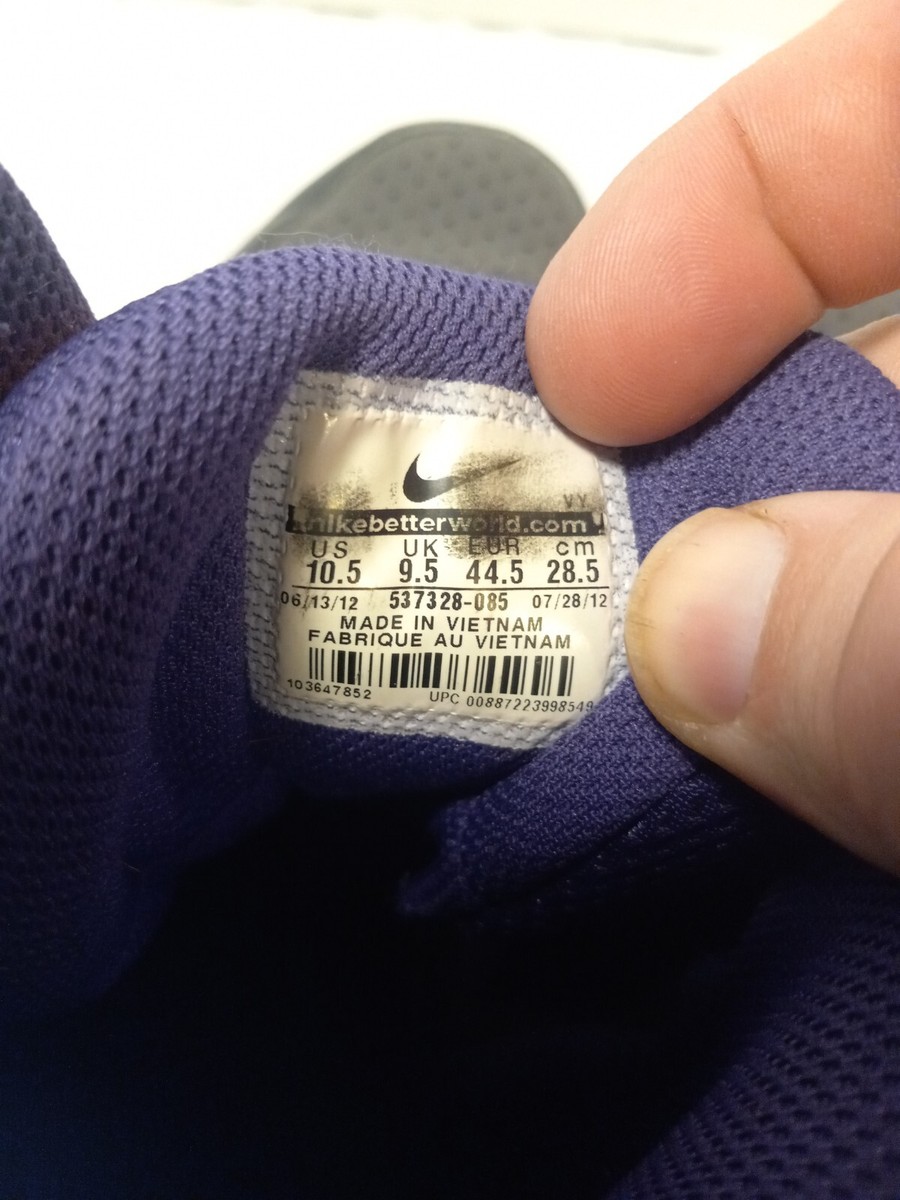 VY
nikebetterworld.com
US UK EUR cm
10.5 9.5 44.5 28.5
06/13/12 537328-085 07/28/12
MADE IN VIETNAM
FABRIQUE AU VIETNAM
103647852 UPC 00887223998549